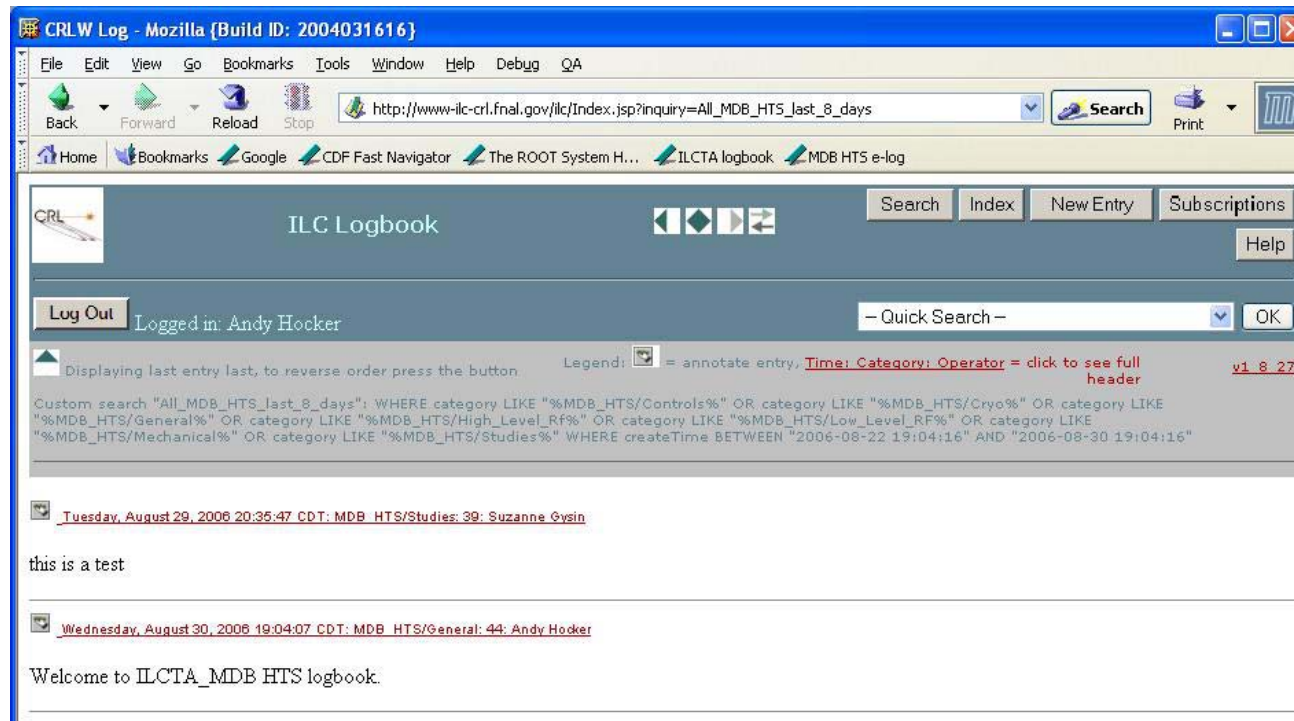 CRLW Log - Mozilla {Build ID: 2004031616}
File Edit View Go Bookmarks Tools Window Help Debug QA
Back Forward Reload Stop http://www-ilc-crl.fnal.gov/ilc/Index.jsp?inquiry=All_MDB_HTS_last_8_days Search Print
Home Bookmarks Google CDF Fast Navigator The ROOT System H... ILCTA logbook MDB HTS e-log
CRL ILC Logbook Search Index New Entry Subscriptions
Help
Log Out Logged in: Andy Hocker – Quick Search – OK
Displaying last entry last, to reverse order press the button Legend: = annotate entry, Time: Category: Operator = click to see full header v1_8_27
Custom search "All_MDB_HTS_last_8_days": WHERE category LIKE "%MDB_HTS/Controls%" OR category LIKE "%MDB_HTS/Cryo%" OR category LIKE
"%MDB_HTS/General%" OR category LIKE "%MDB_HTS/High_Level_Rf%" OR category LIKE "%MDB_HTS/Low_Level_RF%" OR category LIKE
"%MDB_HTS/Mechanical%" OR category LIKE "%MDB_HTS/Studies%" WHERE createTime BETWEEN "2006-08-22 19:04:16" AND "2006-08-30 19:04:16"
Tuesday, August 29, 2006 20:35:47 CDT: MDB_HTS/Studies: 39: Suzanne Gysin
this is a test
Wednesday, August 30, 2006 19:04:07 CDT: MDB_HTS/General: 44: Andy Hocker
Welcome to ILCTA_MDB HTS logbook.